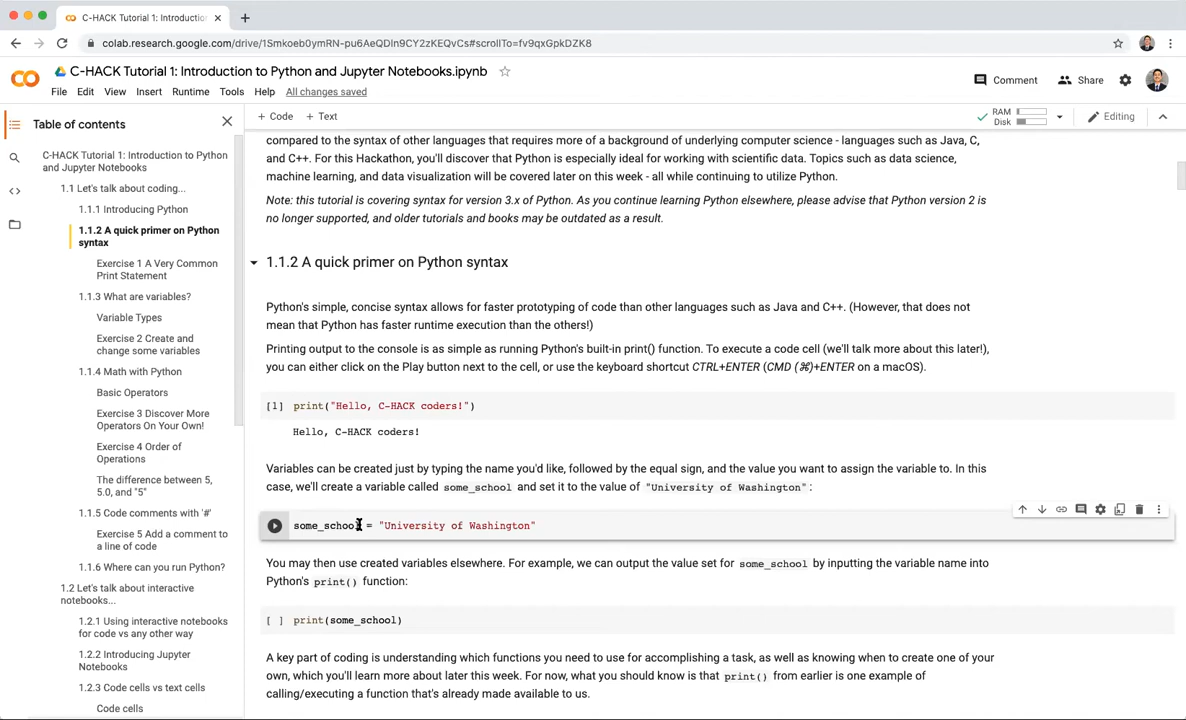 C-HACK Tutorial 1: Introduction
colab.research.google.com/drive/1Smkoeb0ymRN-pu6AeQDln9CY2zKEQvCs#scrollTo=fv9qxGpkDZK8
C-HACK Tutorial 1: Introduction to Python and Jupyter Notebooks.ipynb
Comment
Share
File Edit View Insert Runtime Tools Help All changes saved
Table of contents
+ Code + Text
RAM
Disk
Editing
C-HACK Tutorial 1: Introduction to Python
and Jupyter Notebooks
1.1 Let's talk about coding...
1.1.1 Introducing Python
1.1.2 A quick primer on Python
syntax
Exercise 1 A Very Common
Print Statement
1.1.3 What are variables?
Variable Types
Exercise 2 Create and
change some variables
1.1.4 Math with Python
Basic Operators
Exercise 3 Discover More
Operators On Your Own!
Exercise 4 Order of
Operations
The difference between 5,
5.0, and "5"
1.1.5 Code comments with '#'
Exercise 5 Add a comment to
a line of code
1.1.6 Where can you run Python?
1.2 Let's talk about interactive
notebooks...
1.2.1 Using interactive notebooks
for code vs any other way
1.2.2 Introducing Jupyter
Notebooks
1.2.3 Code cells vs text cells
Code cells
compared to the syntax of other languages that requires more of a background of underlying computer science - languages such as Java, C,
and C++. For this Hackathon, you'll discover that Python is especially ideal for working with scientific data. Topics such as data science,
machine learning, and data visualization will be covered later on this week - all while continuing to utilize Python.
Note: this tutorial is covering syntax for version 3.x of Python. As you continue learning Python elsewhere, please advise that Python version 2 is
no longer supported, and older tutorials and books may be outdated as a result.
1.1.2 A quick primer on Python syntax
Python's simple, concise syntax allows for faster prototyping of code than other languages such as Java and C++. (However, that does not
mean that Python has faster runtime execution than the others!)
Printing output to the console is as simple as running Python's built-in print() function. To execute a code cell (we'll talk more about this later!),
you can either click on the Play button next to the cell, or use the keyboard shortcut CTRL+ENTER (CMD (⌘)+ENTER on a macOS).
[1] print("Hello, C-HACK coders!")
Hello, C-HACK coders!
Variables can be created just by typing the name you'd like, followed by the equal sign, and the value you want to assign the variable to. In this
case, we'll create a variable called some_school and set it to the value of "University of Washington":
some_school = "University of Washington"
You may then use created variables elsewhere. For example, we can output the value set for some_school by inputting the variable name into
Python's print() function:
[ ] print(some_school)
A key part of coding is understanding which functions you need to use for accomplishing a task, as well as knowing when to create one of your
own, which you'll learn more about later this week. For now, what you should know is that print() from earlier is one example of
calling/executing a function that's already made available to us.